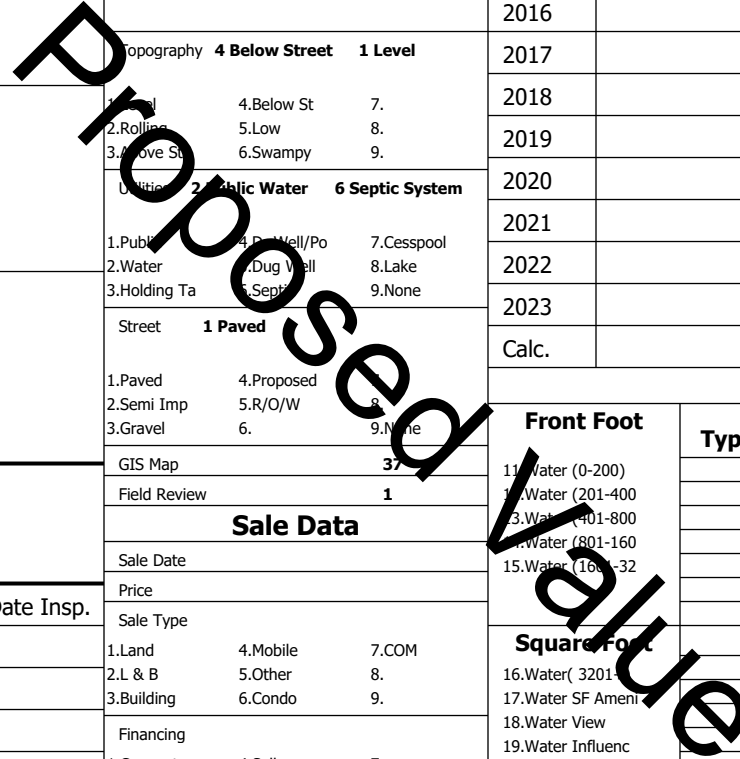 Topography 4 Below Street 1 Level
4.Below St 7.
2.Rolling 5.Low 8.
3.Above St 6.Swampy 9.
Utilities 2 Public Water 6 Septic System
1.Public 4.Dr Well/Po 7.Cesspool
2.Water 5.Dug Well 8.Lake
3.Holding Ta 6.Septic 9.None
Street 1 Paved
1.Paved 4.Proposed
2.Semi Imp 5.R/O/W 8.
3.Gravel 6. 9.None
GIS Map 37
Field Review 1
Sale Data
Sale Date
Price
Sale Type
1.Land 4.Mobile 7.COM
2.L & B 5.Other 8.
3.Building 6.Condo 9.
Financing
Date Insp.
2016
2017
2018
2019
2020
2021
2022
2023
Calc.
Front Foot
11.Water (0-200)
12.Water (201-400
13.Water (401-800
14.Water (801-160
15.Water (1601-32
Square Foot
16.Water( 3201-
17.Water SF Ameni
18.Water View
19.Water Influenc
Typ
Proposed Value